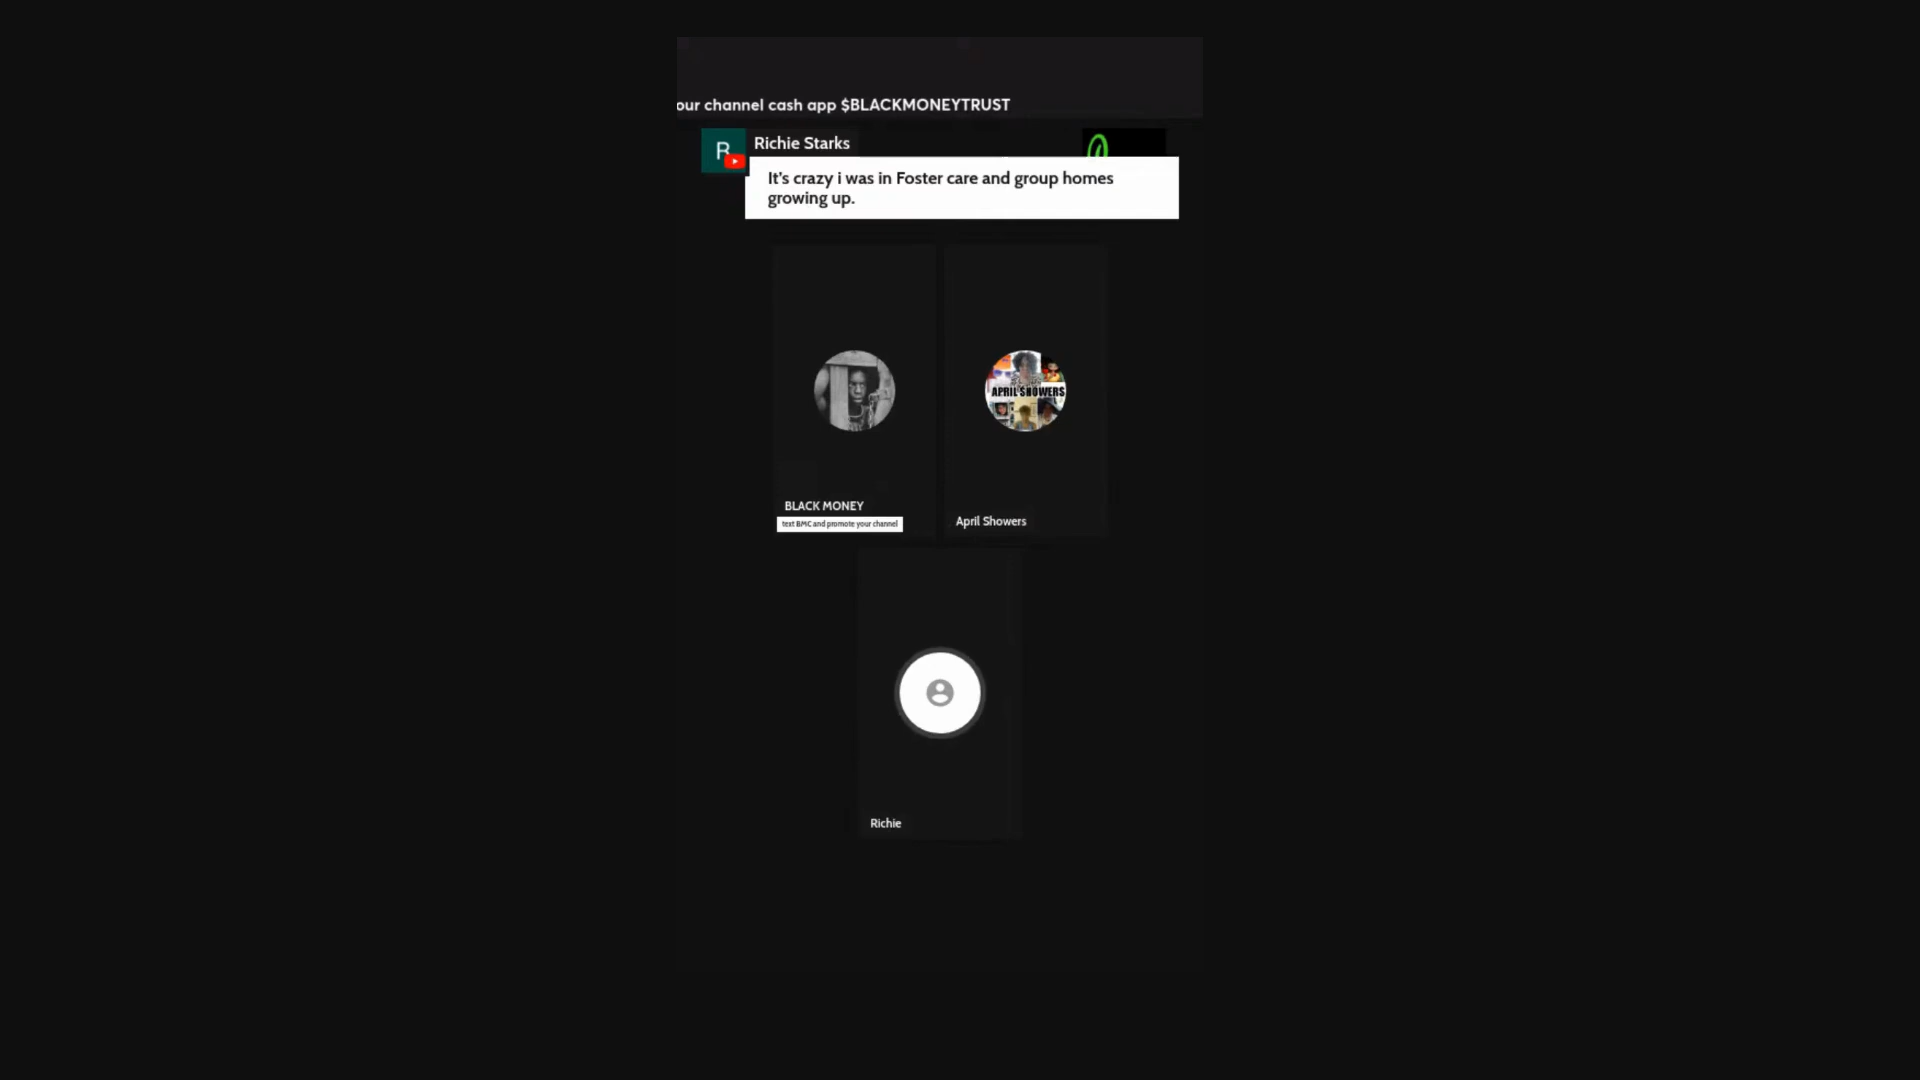 our channel cash app $BLACKMONEYTRUST
R
Richie Starks
It's crazy i was in Foster care and group homes
growing up.
APRIL SHOWERS
BLACK MONEY
text BMC and promote your channel
April Showers
Richie